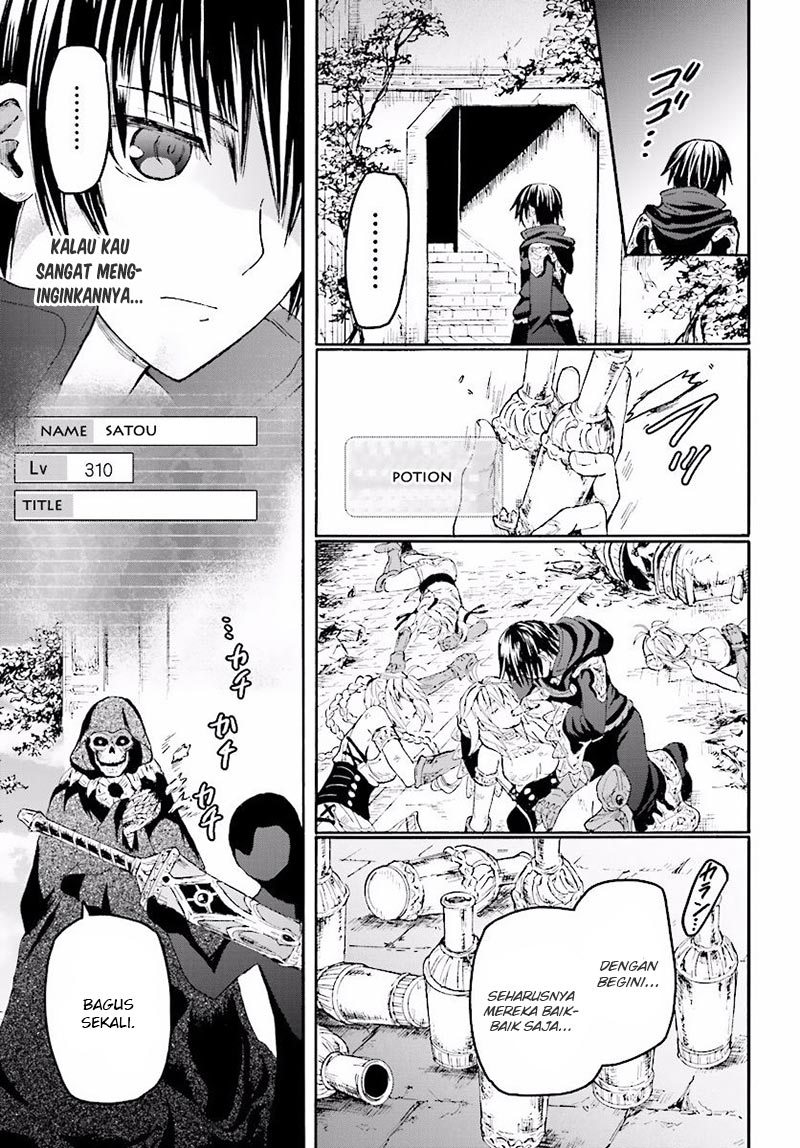 ゴゴ…
………
POTION
カラン…
DENGAN
BEGINI...
SEHARUSNYA
MEREKA BAIK-
BAIK SAJA...
………
KALAU KAU
SANGAT MENG-
INGINKANNYA...
NAME SATOU
Lv 310
TITLE
…カチカチカチ
BAGUS
SEKALI.